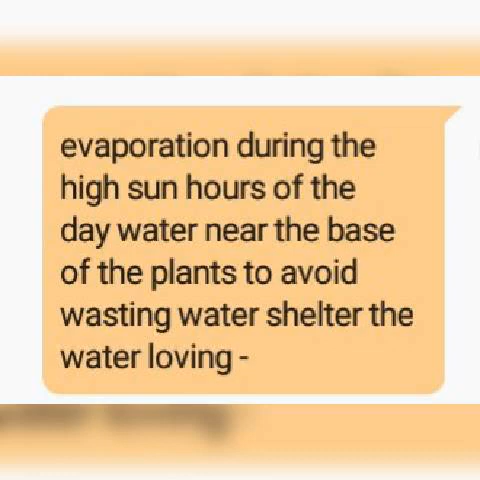 evaporation during the
high sun hours of the
day water near the base
of the plants to avoid
wasting water shelter the
water loving -